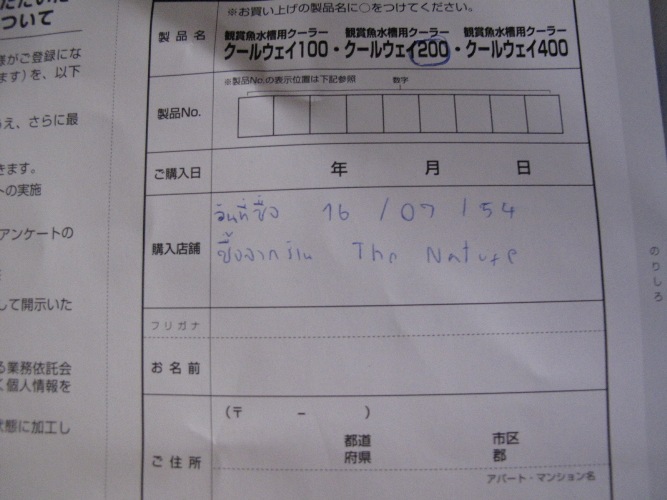 ついて
様がご登録にな
ます)を、以下
え、さらに最
きます。
トの実施
アンケートの
して開示いた
る業務依託会
く個人情報を
状態に加工し
※お買い上げの製品名に○をつけてください。
製品名
観賞魚水槽用クーラー 観賞魚水槽用クーラー 観賞魚水槽用クーラー
クールウェイ100・クールウェイ200・クールウェイ400
※製品No.の表示位置は下記参照 数字
製品No.
ご購入日 年 月 日
วันที่ซื้อ 16 / 07 / 54
購入店舗
ซื้อจากร้าน The Nature
フリガナ
お名前
(〒 － )
都道 市区
府県 郡
ご住所
アパート・マンション名
のりしろ